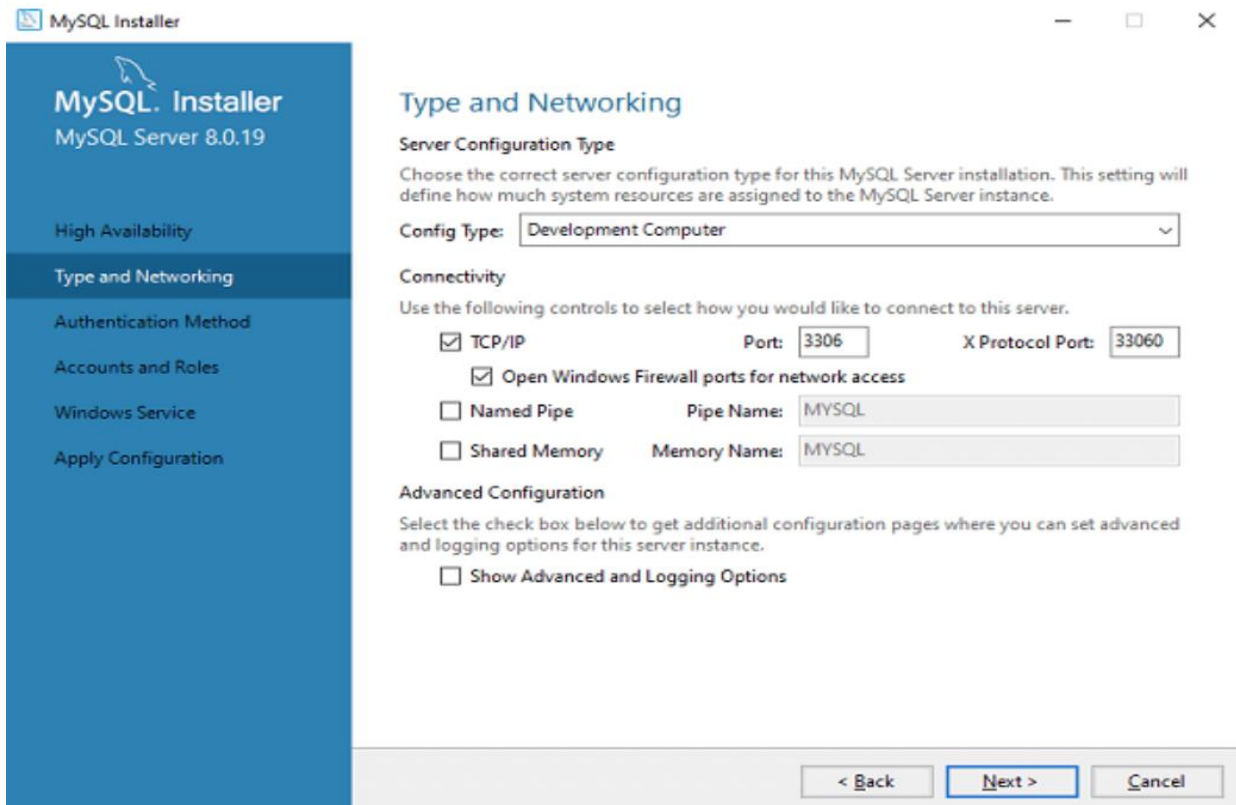 MySQL Installer
MySQL. Installer
MySQL Server 8.0.19
High Availability
Type and Networking
Authentication Method
Accounts and Roles
Windows Service
Apply Configuration
Type and Networking
Server Configuration Type
Choose the correct server configuration type for this MySQL Server installation. This setting will
define how much system resources are assigned to the MySQL Server instance.
Config Type: Development Computer
Connectivity
Use the following controls to select how you would like to connect to this server.
TCP/IP Port: 3306 X Protocol Port: 33060
Open Windows Firewall ports for network access
Named Pipe Pipe Name: MYSQL
Shared Memory Memory Name: MYSQL
Advanced Configuration
Select the check box below to get additional configuration pages where you can set advanced
and logging options for this server instance.
Show Advanced and Logging Options
< Back Next > Cancel